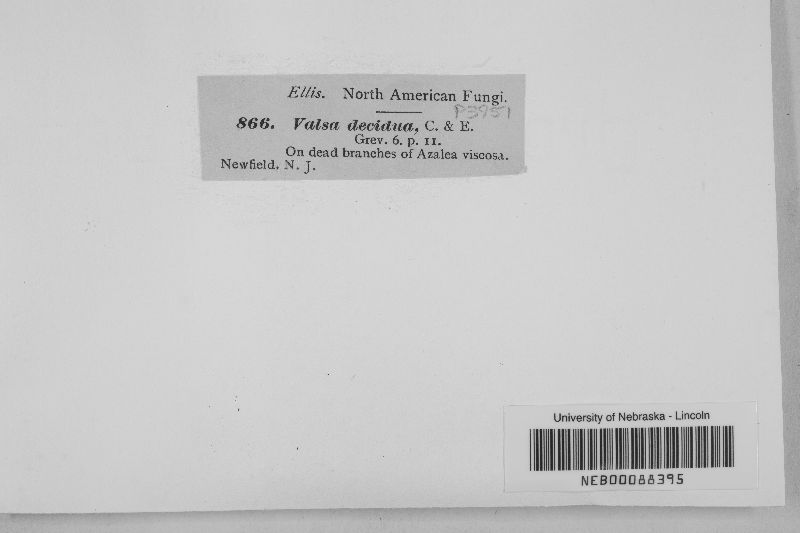 Ellis. North American Fungi.
P3951
866. Valsa decidua, C. & E.
Grev. 6. p. 11.
On dead branches of Azalea viscosa.
Newfield, N. J.
University of Nebraska - Lincoln
NEB00088395